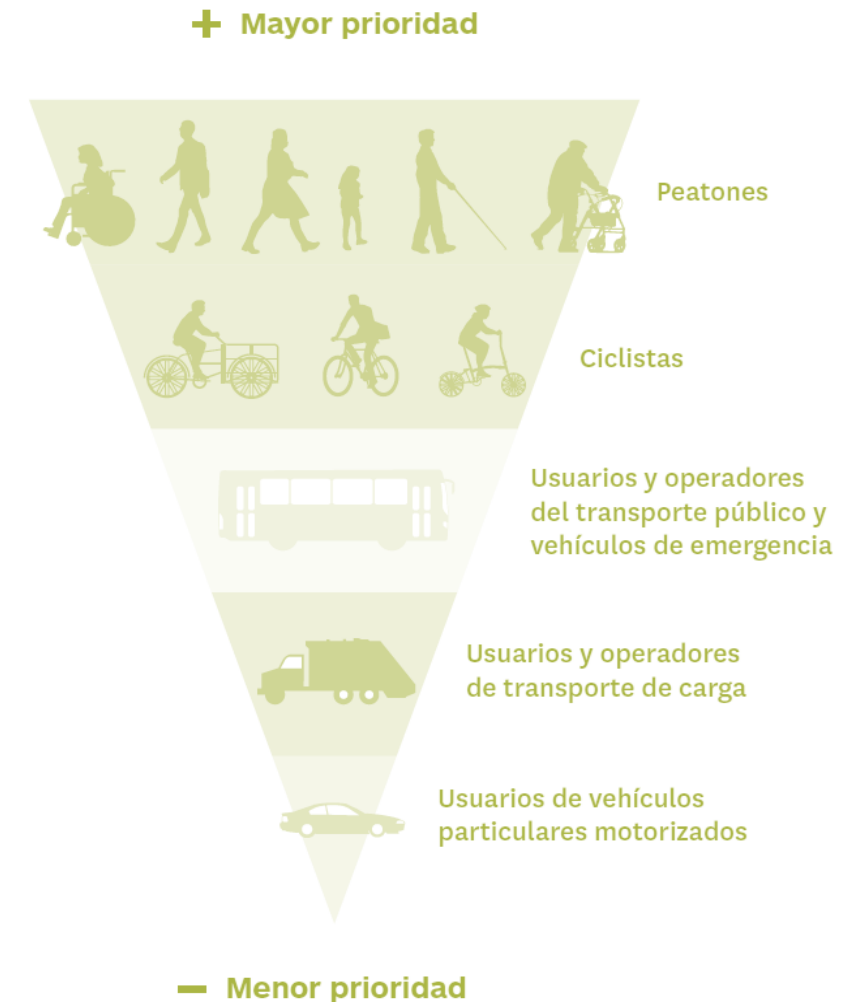 + Mayor prioridad
Peatones
Ciclistas
Usuarios y operadores
del transporte público y
vehículos de emergencia
Usuarios y operadores
de transporte de carga
Usuarios de vehículos
particulares motorizados
− Menor prioridad